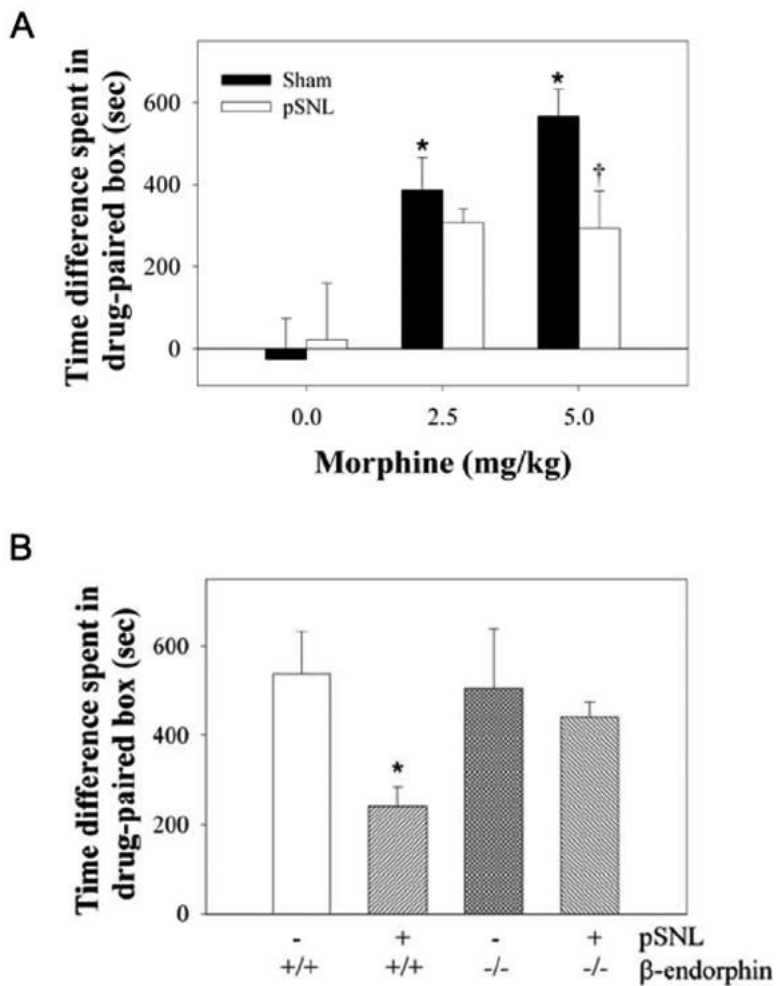 A
Time difference spent in
drug-paired box (sec)
Sham
pSNL
600
400
200
0
*
*
†
0.0 2.5 5.0
Morphine (mg/kg)
B
Time difference spent in
drug-paired box (sec)
600
400
200
0
*
- + - + pSNL
+/+ +/+ -/- -/- β-endorphin